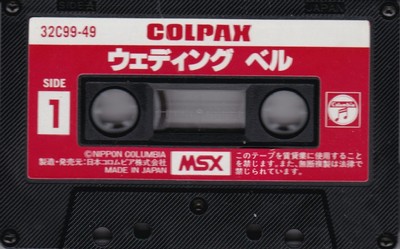 32C99-49
COLPAX
ウェディング ベル
SIDE
1
Columbia
©NIPPON COLUMBIA
製造・発売元:日本コロムビア株式会社
MADE IN JAPAN
MSX
このテープを賃貸業に使用すること
を禁じます。また、無断複製は法律で
禁じられています。